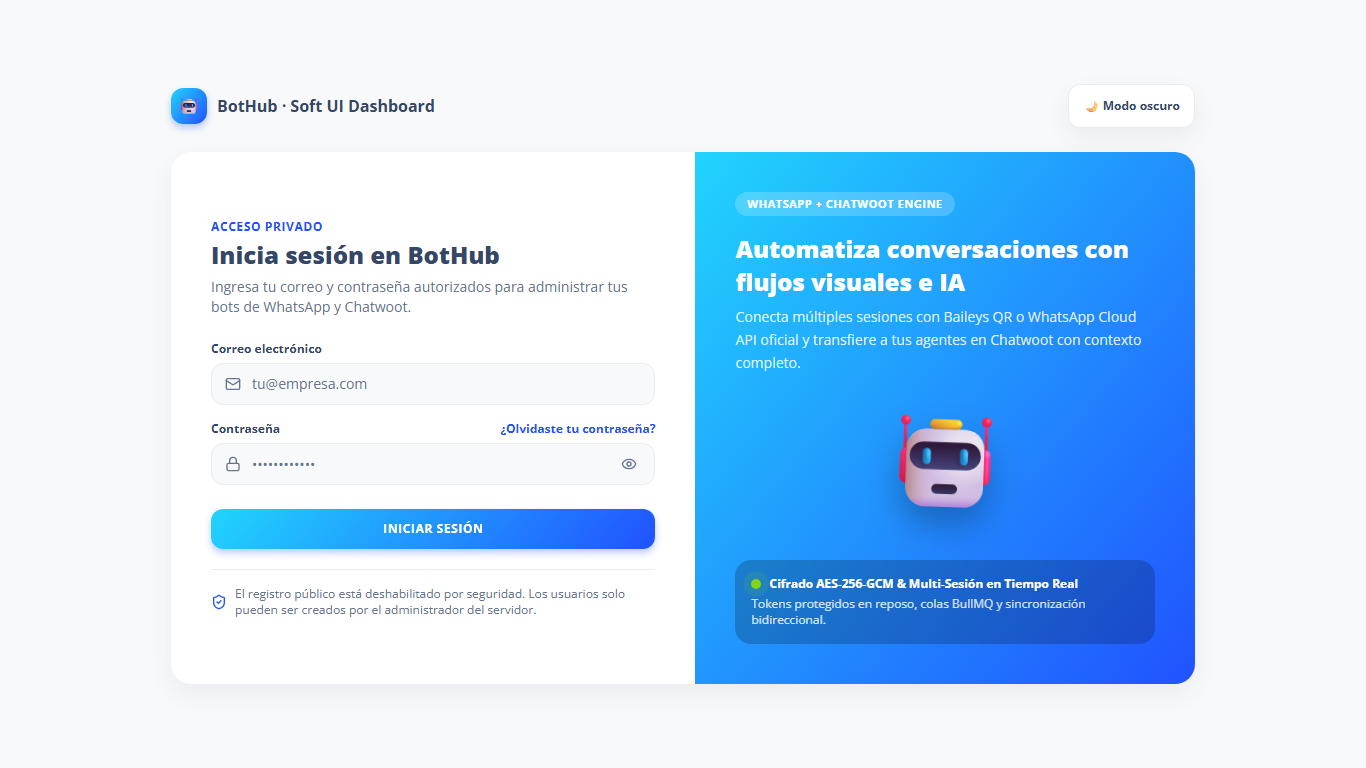 BotHub · Soft UI Dashboard
🌙 Modo oscuro
ACCESO PRIVADO
Inicia sesión en BotHub
Ingresa tu correo y contraseña autorizados para administrar tus
bots de WhatsApp y Chatwoot.
Correo electrónico
tu@empresa.com
Contraseña
¿Olvidaste tu contraseña?
••••••••••••
INICIAR SESIÓN
El registro público está deshabilitado por seguridad. Los usuarios solo
pueden ser creados por el administrador del servidor.
WHATSAPP + CHATWOOT ENGINE
Automatiza conversaciones con
flujos visuales e IA
Conecta múltiples sesiones con Baileys QR o WhatsApp Cloud
API oficial y transfiere a tus agentes en Chatwoot con contexto
completo.
Cifrado AES-256-GCM & Multi-Sesión en Tiempo Real
Tokens protegidos en reposo, colas BullMQ y sincronización
bidireccional.